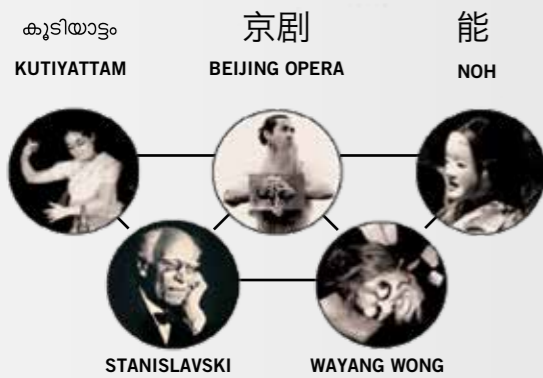 കൂടിയാട്ടം
京剧
能
KUTIYATTAM
BEIJING OPERA
NOH
STANISLAVSKI
WAYANG WONG